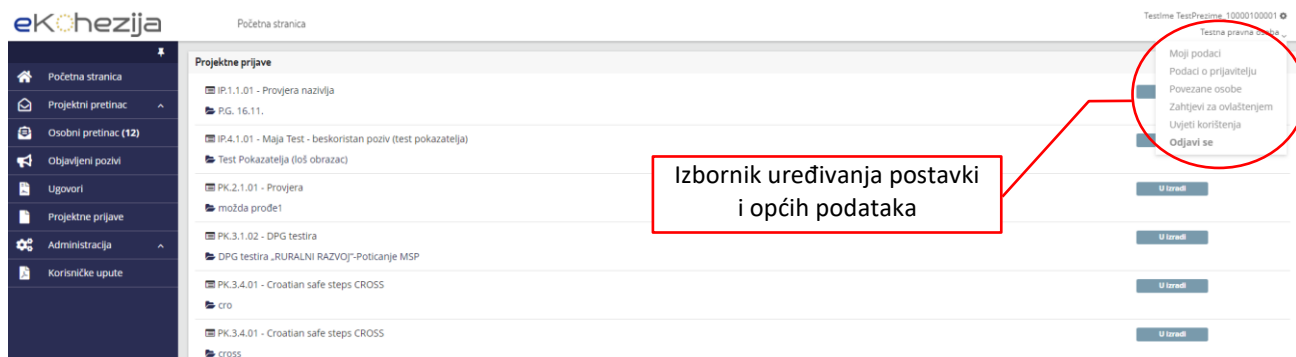 eKohezija
Početna stranica
TestIme TestPrezime, 10000100001
Testna pravna osoba
Moji podaci
Podaci o prijavitelju
Povezane osobe
Zahtjevi za ovlaštenjem
Uvjeti korištenja
Odjavi se
Početna stranica
Projektni pretinac
Osobni pretinac (12)
Objavljeni pozivi
Ugovori
Projektne prijave
Administracija
Korisničke upute
Projektne prijave
IP.1.1.01 - Provjera nazivlja
P.G. 16.11.
IP.4.1.01 - Maja Test - beskoristan poziv (test pokazatelja)
Test Pokazatelja (loš obrazac)
PK.2.1.01 - Provjera
U izradi
možda prođe1
PK.3.1.02 - DPG testira
U izradi
DPG testira „RURALNI RAZVOJ“-Poticanje MSP
PK.3.4.01 - Croatian safe steps CROSS
U izradi
cro
PK.3.4.01 - Croatian safe steps CROSS
U izradi
cross
Izbornik uređivanja postavki
i općih podataka